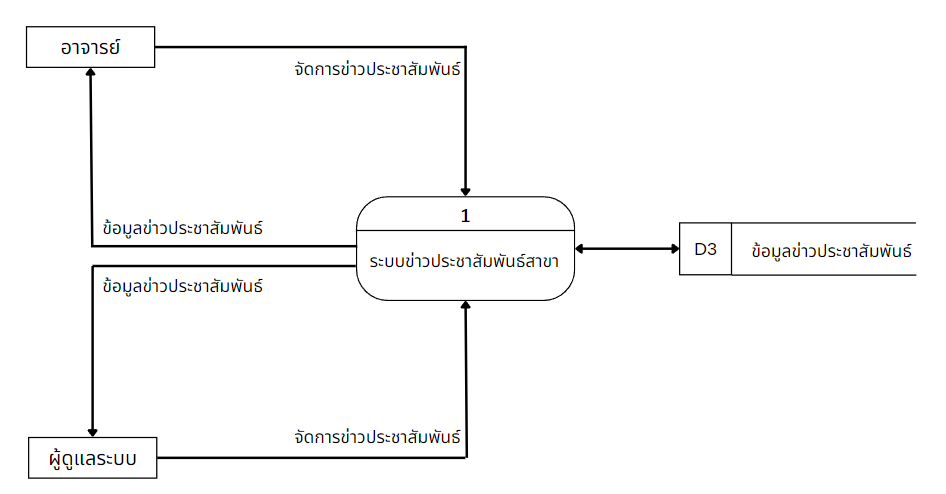 อาจารย์
จัดการข่าวประชาสัมพันธ์
1
ข้อมูลข่าวประชาสัมพันธ์
ระบบข่าวประชาสัมพันธ์สาขา
D3
ข้อมูลข่าวประชาสัมพันธ์
ข้อมูลข่าวประชาสัมพันธ์
จัดการข่าวประชาสัมพันธ์
ผู้ดูแลระบบ